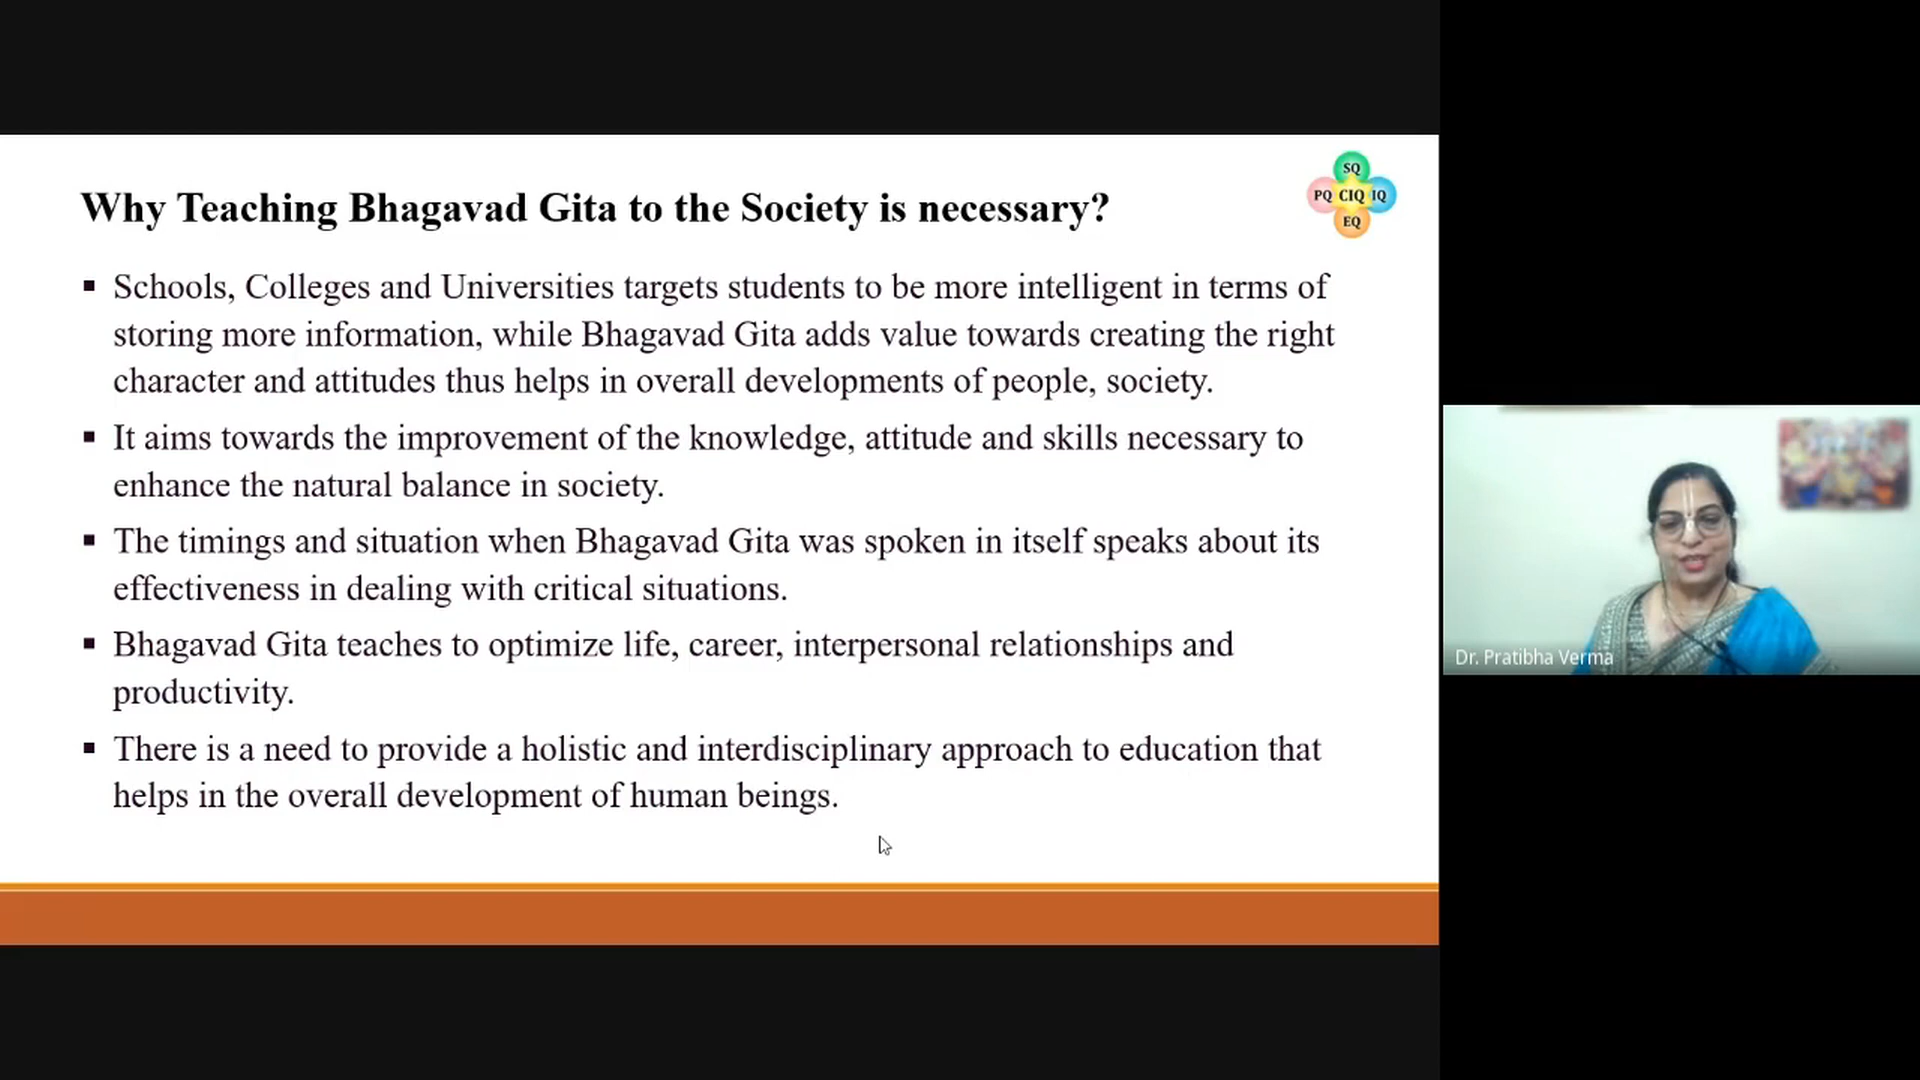 Why Teaching Bhagavad Gita to the Society is necessary?
SQ
PQ CIQ IQ
EQ
▪ Schools, Colleges and Universities targets students to be more intelligent in terms of
storing more information, while Bhagavad Gita adds value towards creating the right
character and attitudes thus helps in overall developments of people, society.
▪ It aims towards the improvement of the knowledge, attitude and skills necessary to
enhance the natural balance in society.
▪ The timings and situation when Bhagavad Gita was spoken in itself speaks about its
effectiveness in dealing with critical situations.
▪ Bhagavad Gita teaches to optimize life, career, interpersonal relationships and
productivity.
▪ There is a need to provide a holistic and interdisciplinary approach to education that
helps in the overall development of human beings.
Dr. Pratibha Verma